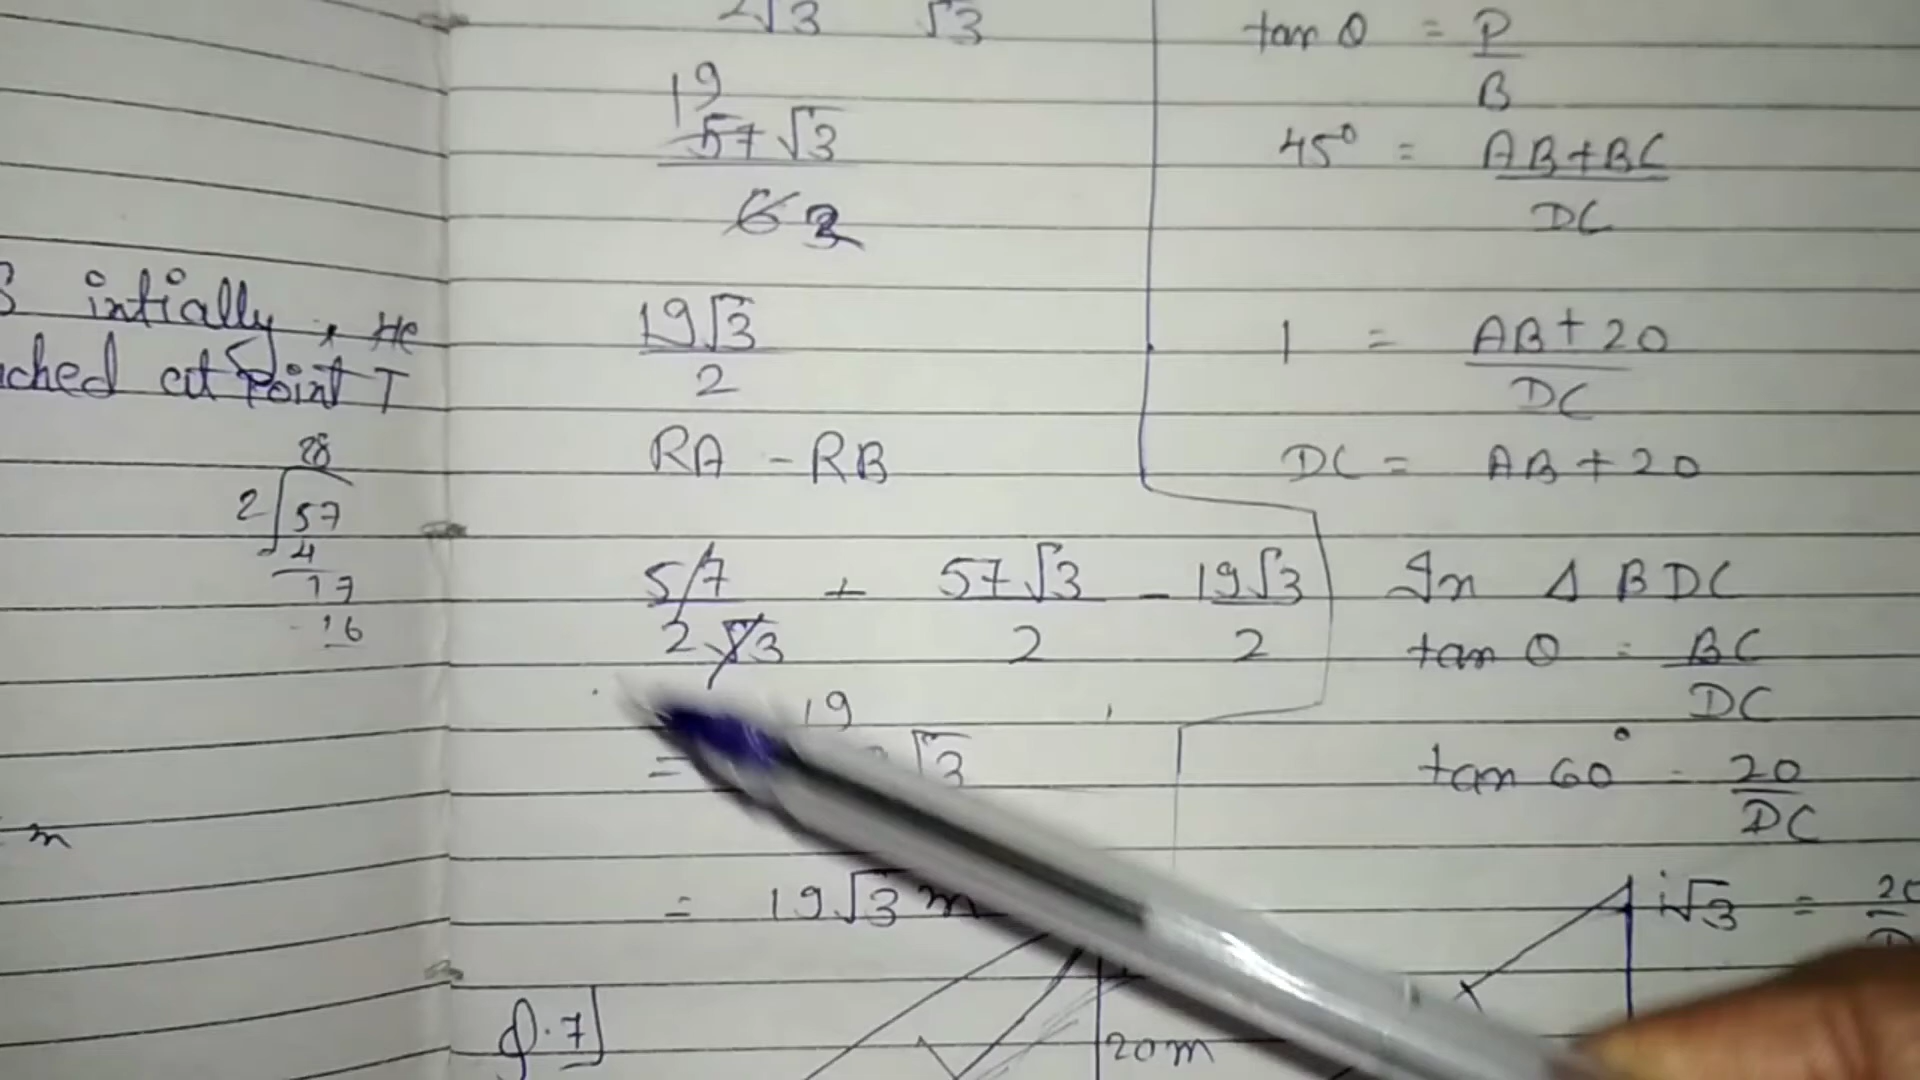 intially, He
ched at Point T
28
2 57
4
17
- 16
m
2√3 √3
19
57√3
6 2
19√3
2
RA - RB
57 + 57√3 - 19√3
2√3 2 2
19
= √3
= 19√3 m
Q.7]
20m
tan θ = P
B
45° = AB+BC
DC
1 = AB+20
DC
DC = AB+20
In Δ BDC
tan θ = BC
DC
tan 60° = 20
DC
√3 = 20